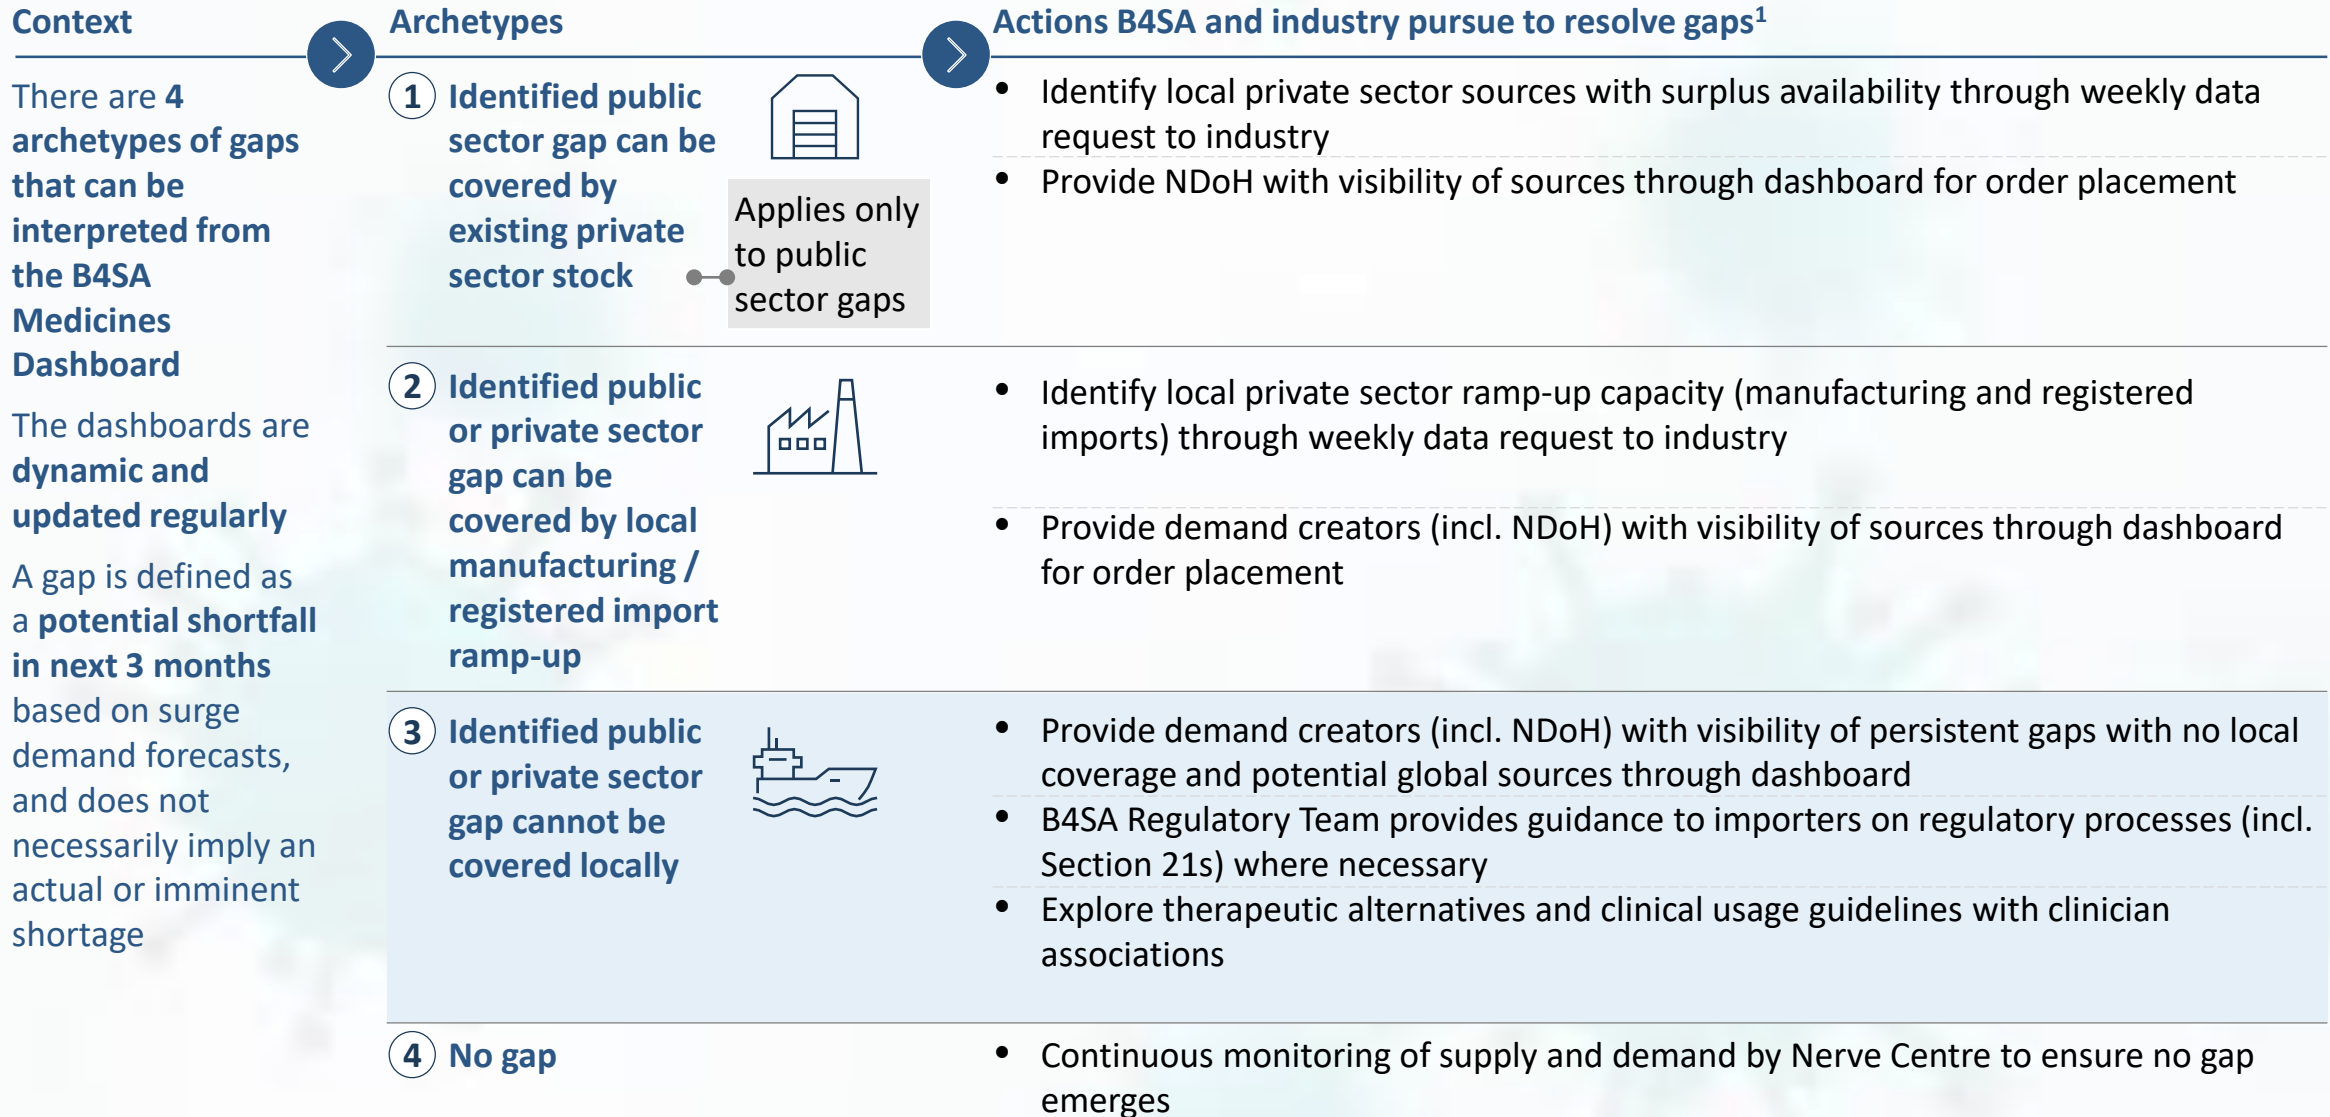 Context
Archetypes
Actions B4SA and industry pursue to resolve gaps1
There are 4
archetypes of gaps
that can be
interpreted from
the B4SA
Medicines
Dashboard
The dashboards are
dynamic and
updated regularly
A gap is defined as
a potential shortfall
in next 3 months
based on surge
demand forecasts,
and does not
necessarily imply an
actual or imminent
shortage
1 Identified public
sector gap can be
covered by
existing private
sector stock
Applies only
to public
sector gaps
• Identify local private sector sources with surplus availability through weekly data
request to industry
• Provide NDoH with visibility of sources through dashboard for order placement
2 Identified public
or private sector
gap can be
covered by local
manufacturing /
registered import
ramp-up
• Identify local private sector ramp-up capacity (manufacturing and registered
imports) through weekly data request to industry
• Provide demand creators (incl. NDoH) with visibility of sources through dashboard
for order placement
3 Identified public
or private sector
gap cannot be
covered locally
• Provide demand creators (incl. NDoH) with visibility of persistent gaps with no local
coverage and potential global sources through dashboard
• B4SA Regulatory Team provides guidance to importers on regulatory processes (incl.
Section 21s) where necessary
• Explore therapeutic alternatives and clinical usage guidelines with clinician
associations
4 No gap
• Continuous monitoring of supply and demand by Nerve Centre to ensure no gap
emerges